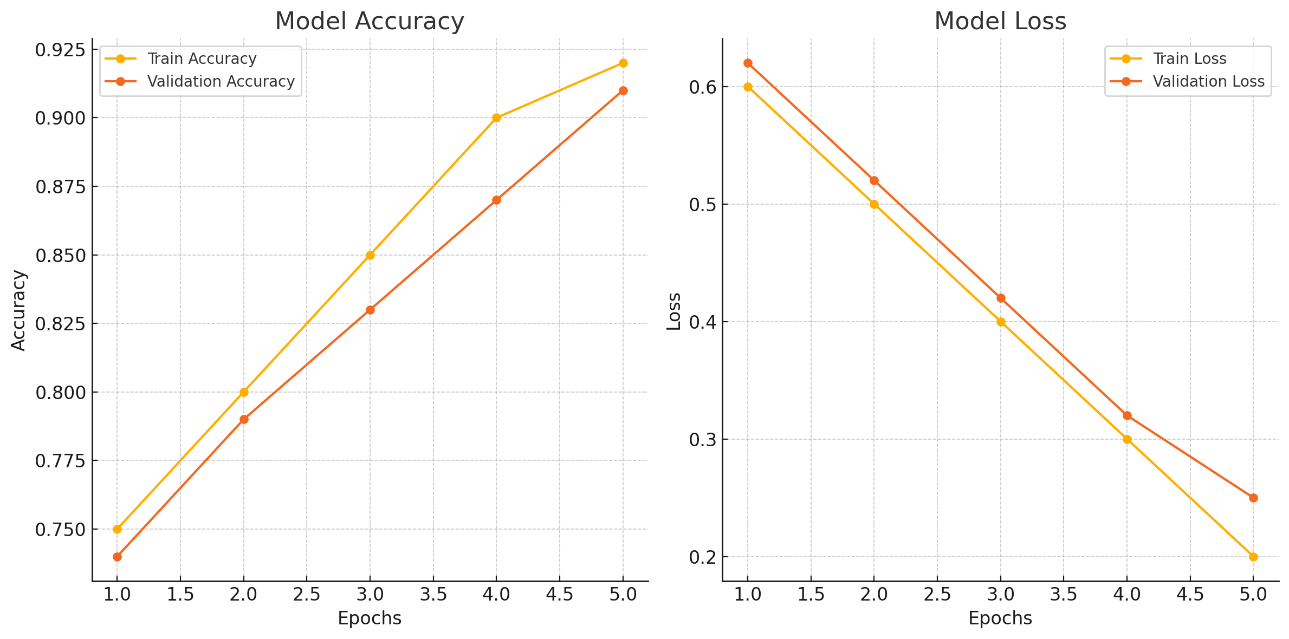 Model Accuracy
Train Accuracy
Validation Accuracy
Accuracy
0.925
0.900
0.875
0.850
0.825
0.800
0.775
0.750
1.0 1.5 2.0 2.5 3.0 3.5 4.0 4.5 5.0
Epochs
Model Loss
Train Loss
Validation Loss
Loss
0.6
0.5
0.4
0.3
0.2
1.0 1.5 2.0 2.5 3.0 3.5 4.0 4.5 5.0
Epochs